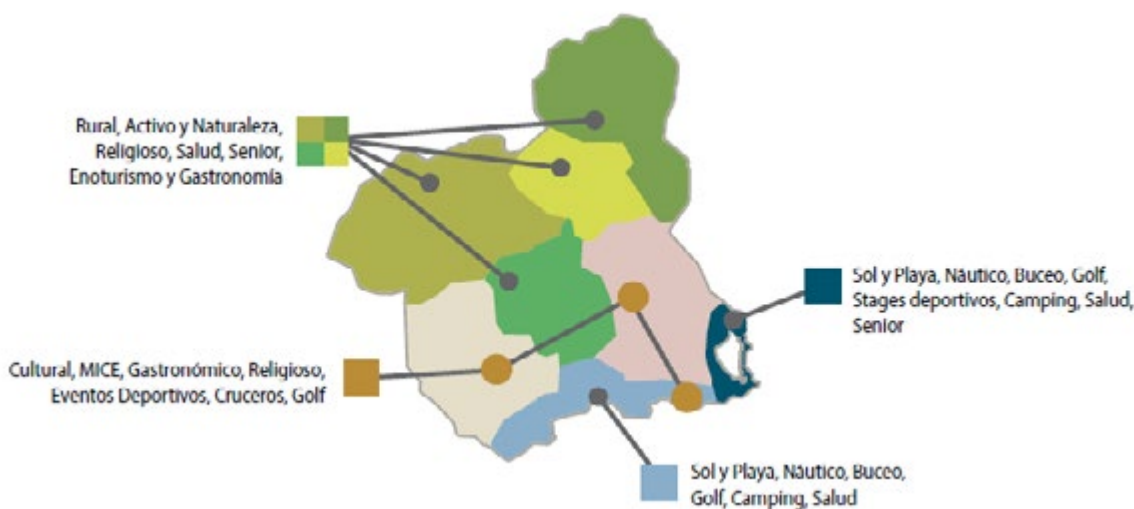 Rural, Activo y Naturaleza,
Religioso, Salud, Senior,
Enoturismo y Gastronomía
Sol y Playa, Náutico, Buceo, Golf,
Stages deportivos, Camping, Salud,
Senior
Cultural, MICE, Gastronómico, Religioso,
Eventos Deportivos, Cruceros, Golf
Sol y Playa, Náutico, Buceo,
Golf, Camping, Salud